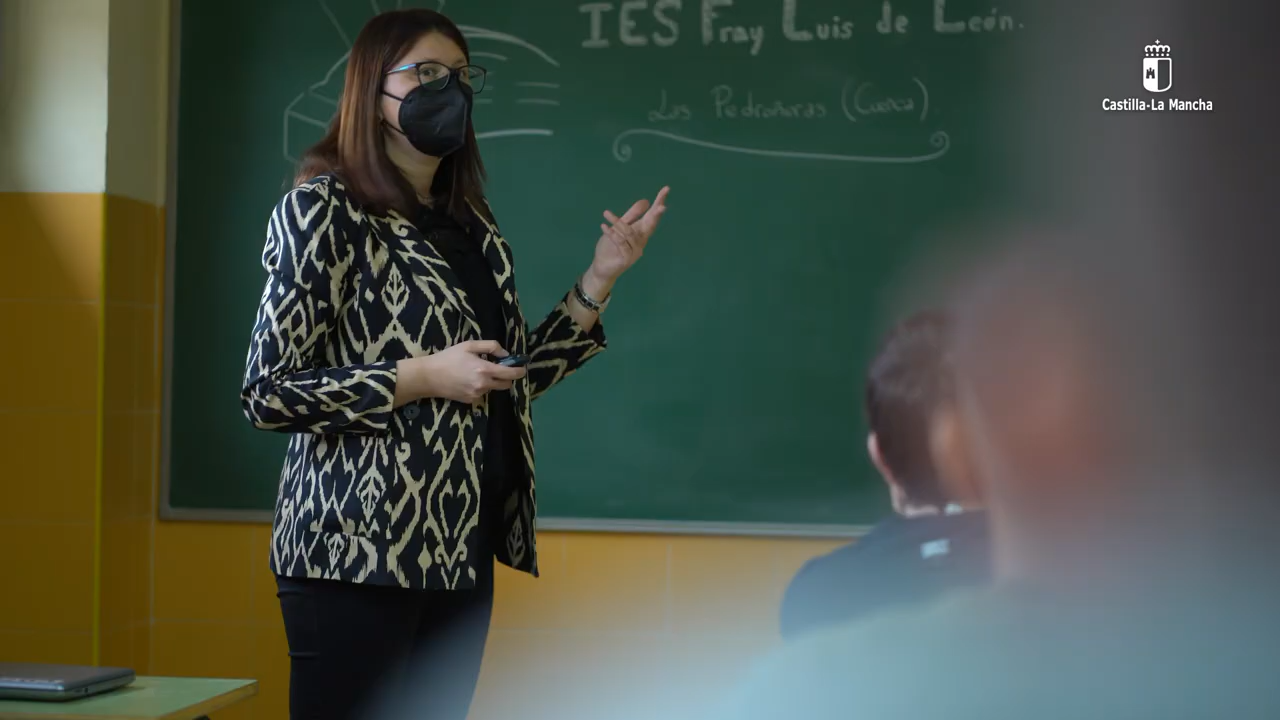 IES Fray Luis de León.
Las Pedroñeras (Cuenca).
Castilla-La Mancha